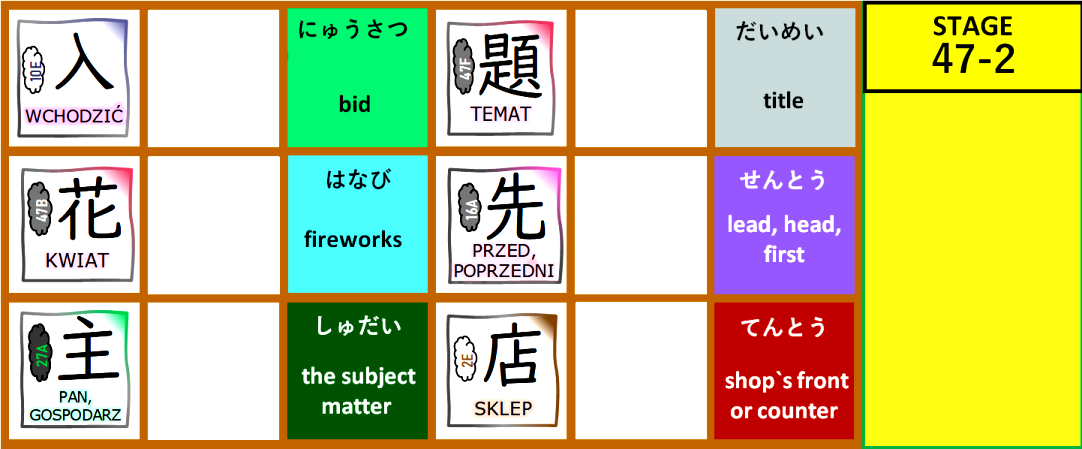 入
10E
WCHODZIĆ
にゅうさつ
bid
題
47F
TEMAT
だいめい
title
STAGE
47-2
花
47B
KWIAT
はなび
fireworks
先
16A
PRZED,
POPRZEDNI
せんとう
lead, head,
first
主
27A
PAN,
GOSPODARZ
しゅだい
the subject
matter
店
2E
SKLEP
てんとう
shop`s front
or counter